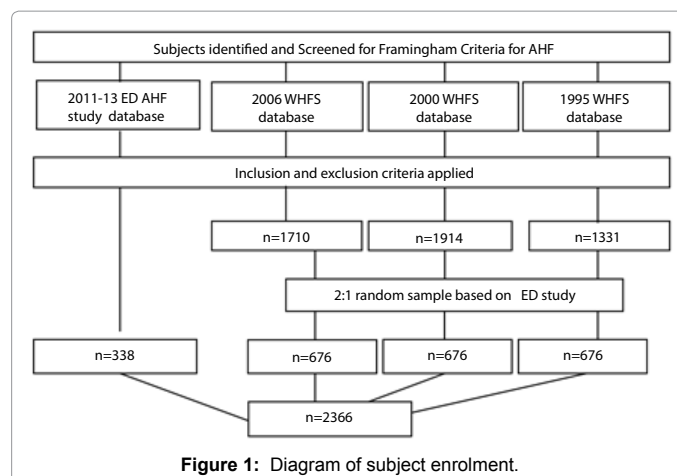 Subjects identified and Screened for Framingham Criteria for AHF
2011-13 ED AHF
study database
2006 WHFS
database
2000 WHFS
database
1995 WHFS
database
Inclusion and exclusion criteria applied
n=1710
n=1914
n=1331
2:1 random sample based on ED study
n=338
n=676
n=676
n=676
n=2366
Figure 1: Diagram of subject enrolment.